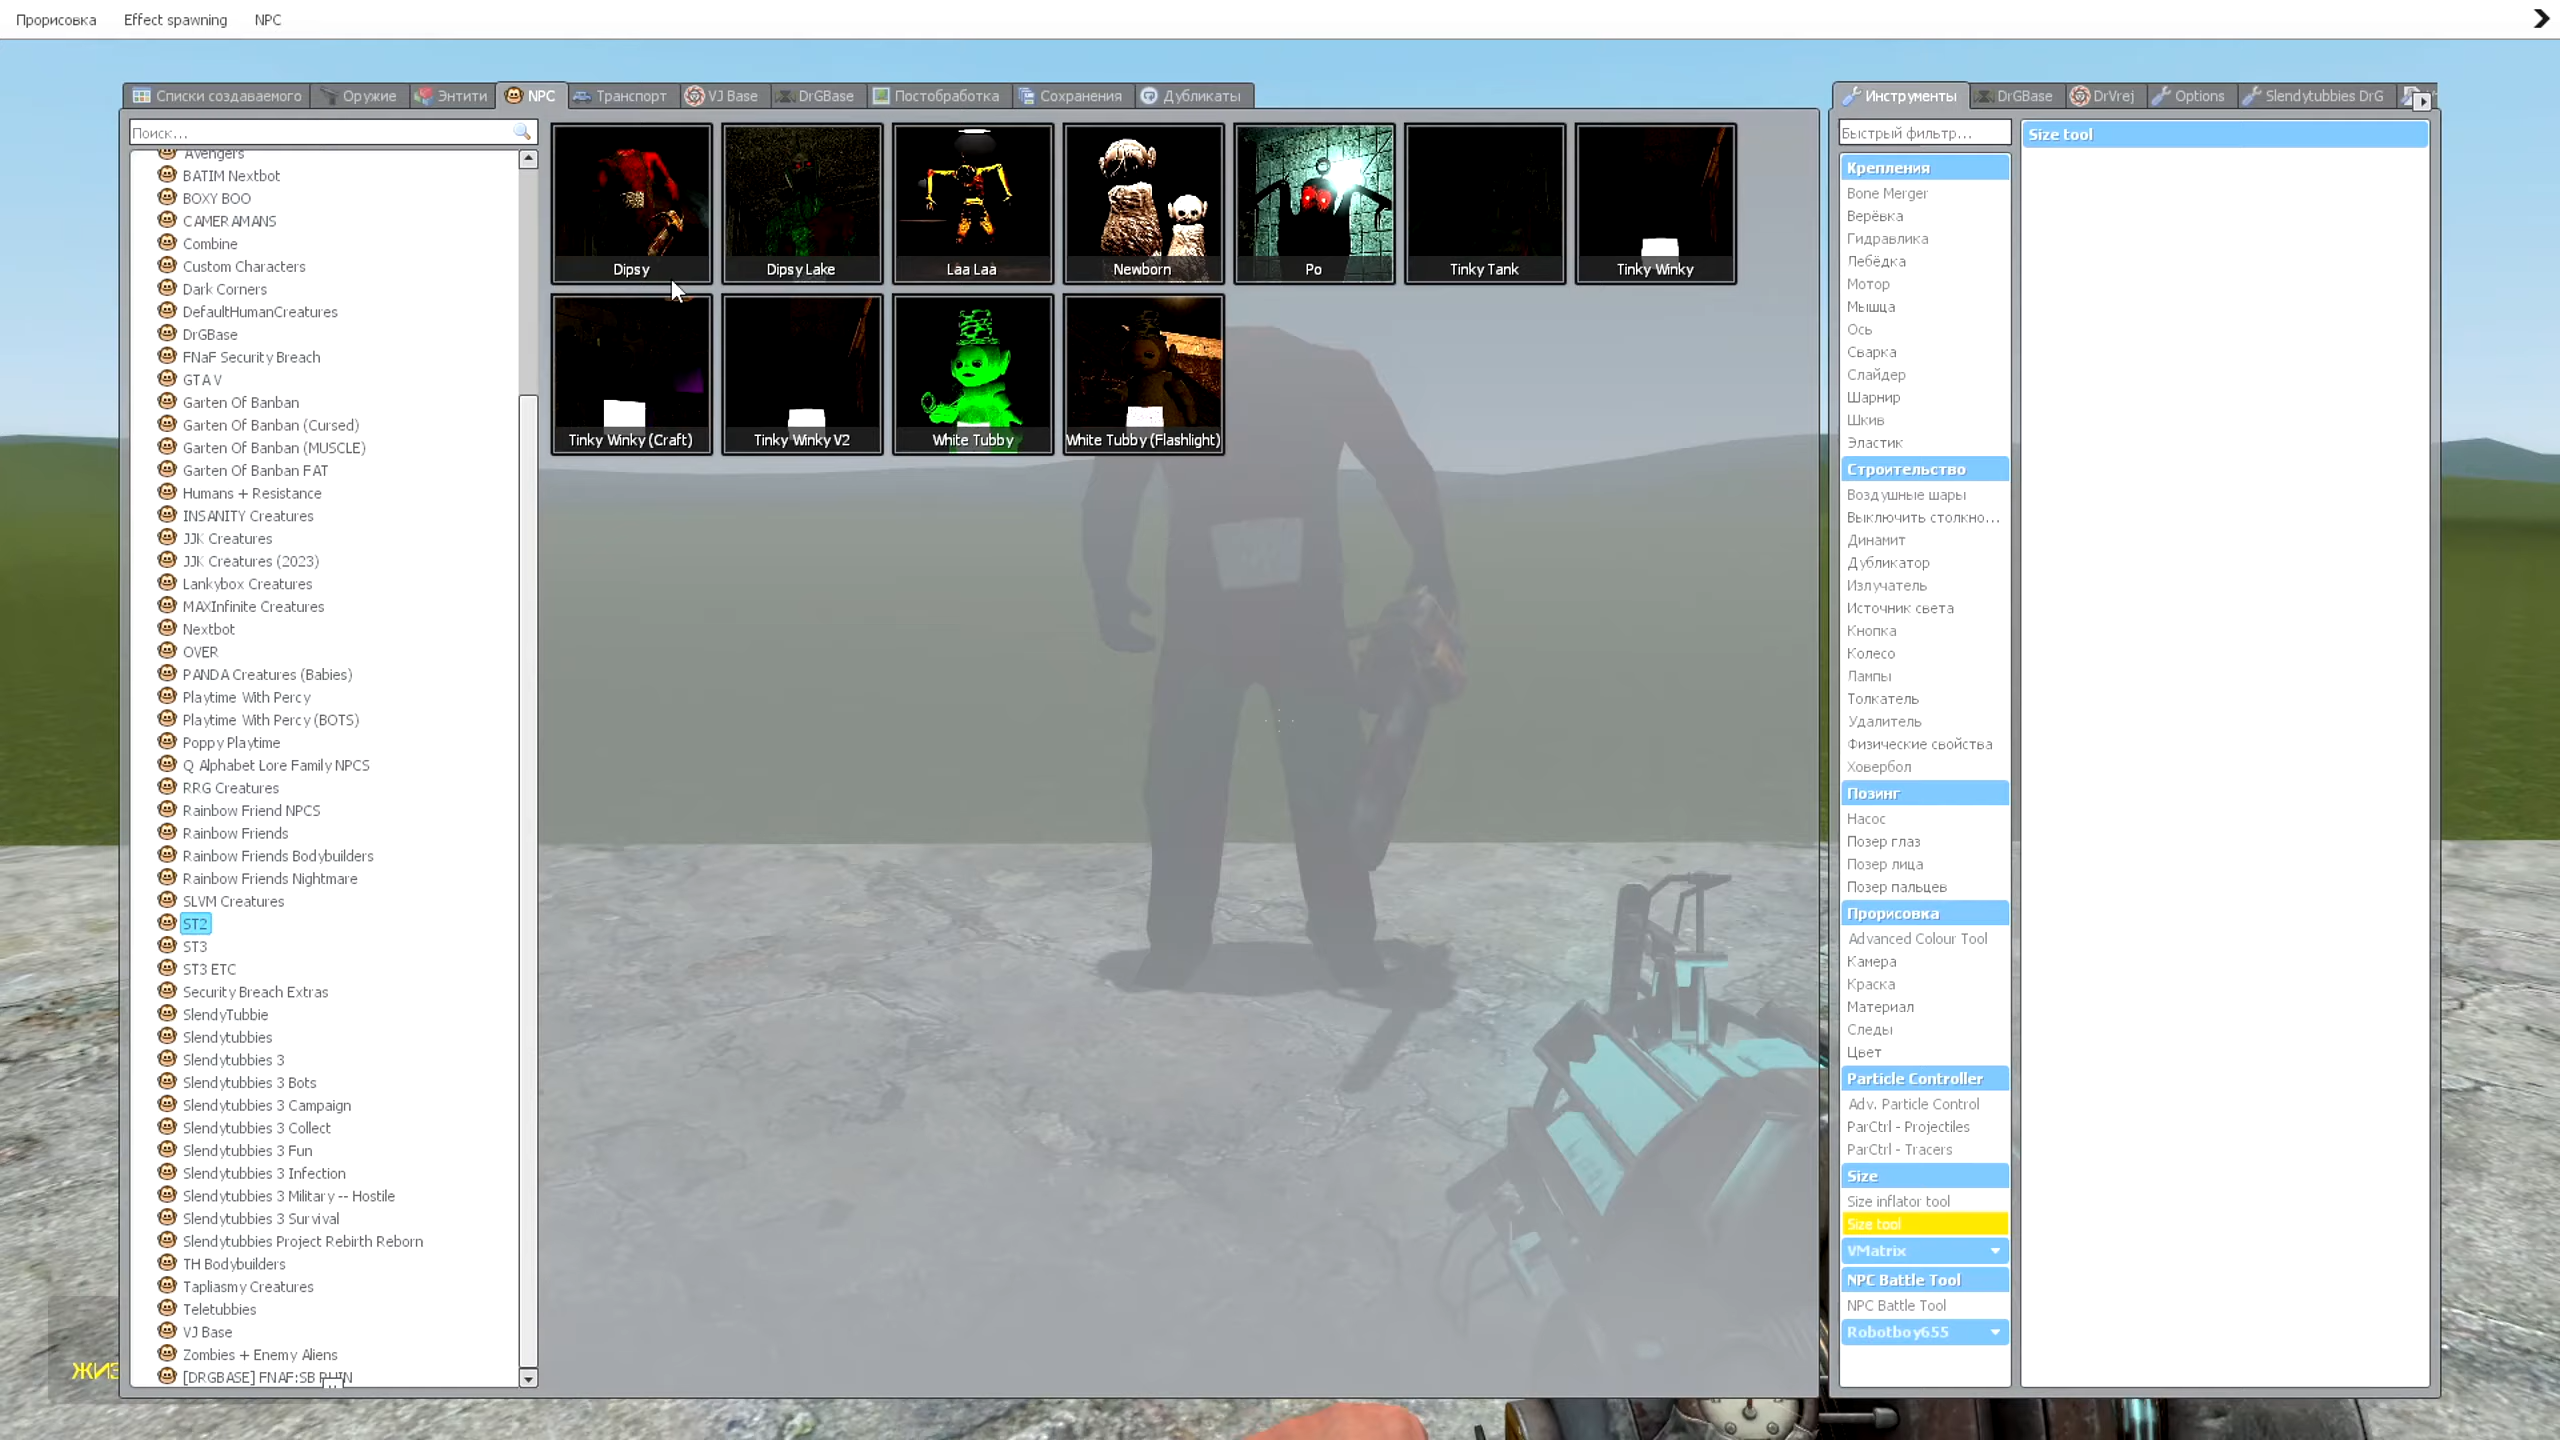 Прорисовка Effect spawning NPC
Списки создаваемого Оружие Энтити NPC Транспорт VJ Base DrGBase Постобработка Сохранения Дубликаты
Поиск...
Avengers
BATIM Nextbot
BOXY BOO
CAMERAMANS
Combine
Custom Characters
Dark Corners
DefaultHumanCreatures
DrGBase
FNaF Security Breach
GTA V
Garten Of Banban
Garten Of Banban (Cursed)
Garten Of Banban (MUSCLE)
Garten Of Banban FAT
Humans + Resistance
INSANITY Creatures
JJK Creatures
JJK Creatures (2023)
Lankybox Creatures
MAXInfinite Creatures
Nextbot
OVER
PANDA Creatures (Babies)
Playtime With Percy
Playtime With Percy (BOTS)
Poppy Playtime
Q Alphabet Lore Family NPCS
RRG Creatures
Rainbow Friend NPCS
Rainbow Friends
Rainbow Friends Bodybuilders
Rainbow Friends Nightmare
SLVM Creatures
ST2
ST3
ST3 ETC
Security Breach Extras
SlendyTubbie
Slendytubbies
Slendytubbies 3
Slendytubbies 3 Bots
Slendytubbies 3 Campaign
Slendytubbies 3 Collect
Slendytubbies 3 Fun
Slendytubbies 3 Infection
Slendytubbies 3 Military -- Hostile
Slendytubbies 3 Survival
Slendytubbies Project Rebirth Reborn
TH Bodybuilders
Tapliasmy Creatures
Teletubbies
VJ Base
Zombies + Enemy Aliens
[DRGBASE] FNAF:SB RUIN
Dipsy
Dipsy Lake
Laa Laa
Newborn
Po
Tinky Tank
Tinky Winky
Tinky Winky (Craft)
Tinky Winky V2
White Tubby
White Tubby (Flashlight)
Инструменты DrGBase DrVrej Options Slendytubbies DrG
Быстрый фильтр...
Крепления
Bone Merger
Верёвка
Гидравлика
Лебёдка
Мотор
Мышца
Ось
Сварка
Слайдер
Шарнир
Шкив
Эластик
Строительство
Воздушные шары
Выключить столкно...
Динамит
Дубликатор
Излучатель
Источник света
Кнопка
Колесо
Лампы
Толкатель
Удалитель
Физические свойства
Ховербол
Позинг
Насос
Позер глаз
Позер лица
Позер пальцев
Прорисовка
Advanced Colour Tool
Камера
Краска
Материал
Следы
Цвет
Particle Controller
Adv. Particle Control
ParCtrl - Projectiles
ParCtrl - Tracers
Size
Size inflator tool
Size tool
VMatrix
NPC Battle Tool
NPC Battle Tool
Robotboy655
Size tool
ЖИЗ